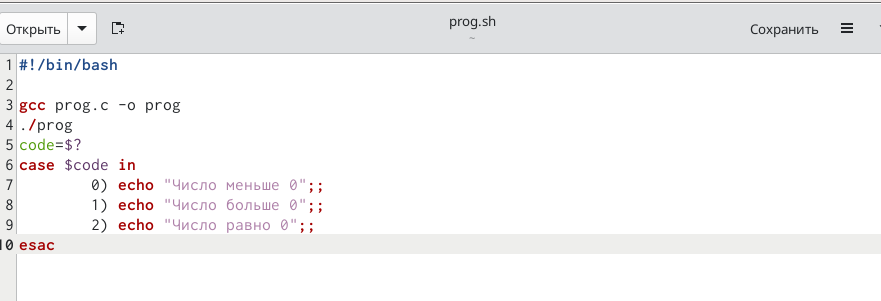 Открыть
prog.sh
~
Сохранить
1 #!/bin/bash
2
3 gcc prog.c -o prog
4 ./prog
5 code=$?
6 case $code in
7 0) echo "Число меньше 0";;
8 1) echo "Число больше 0";;
9 2) echo "Число равно 0";;
10 esac